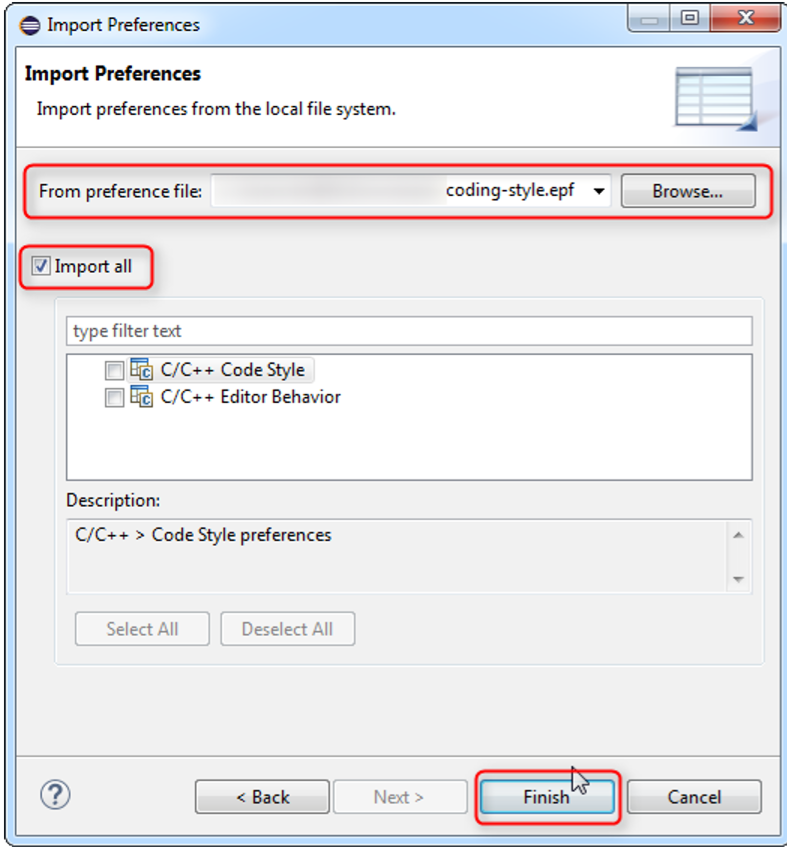 Import Preferences
Import Preferences
Import preferences from the local file system.
From preference file: coding-style.epf Browse...
Import all
type filter text
C/C++ Code Style
C/C++ Editor Behavior
Description:
C/C++ > Code Style preferences
Select All Deselect All
? < Back Next > Finish Cancel